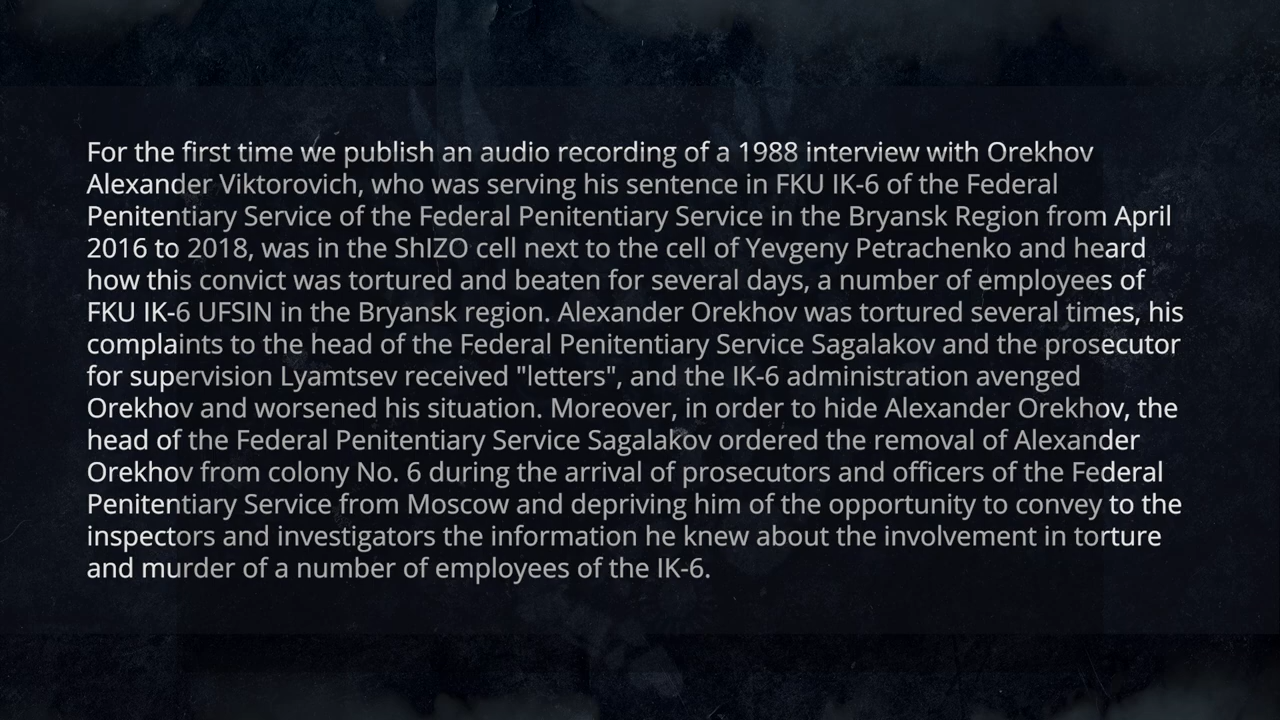 For the first time we publish an audio recording of a 1988 interview with Orekhov
Alexander Viktorovich, who was serving his sentence in FKU IK-6 of the Federal
Penitentiary Service of the Federal Penitentiary Service in the Bryansk Region from April
2016 to 2018, was in the ShIZO cell next to the cell of Yevgeny Petrachenko and heard
how this convict was tortured and beaten for several days, a number of employees of
FKU IK-6 UFSIN in the Bryansk region. Alexander Orekhov was tortured several times, his
complaints to the head of the Federal Penitentiary Service Sagalakov and the prosecutor
for supervision Lyamtsev received "letters", and the IK-6 administration avenged
Orekhov and worsened his situation. Moreover, in order to hide Alexander Orekhov, the
head of the Federal Penitentiary Service Sagalakov ordered the removal of Alexander
Orekhov from colony No. 6 during the arrival of prosecutors and officers of the Federal
Penitentiary Service from Moscow and depriving him of the opportunity to convey to the
inspectors and investigators the information he knew about the involvement in torture
and murder of a number of employees of the IK-6.